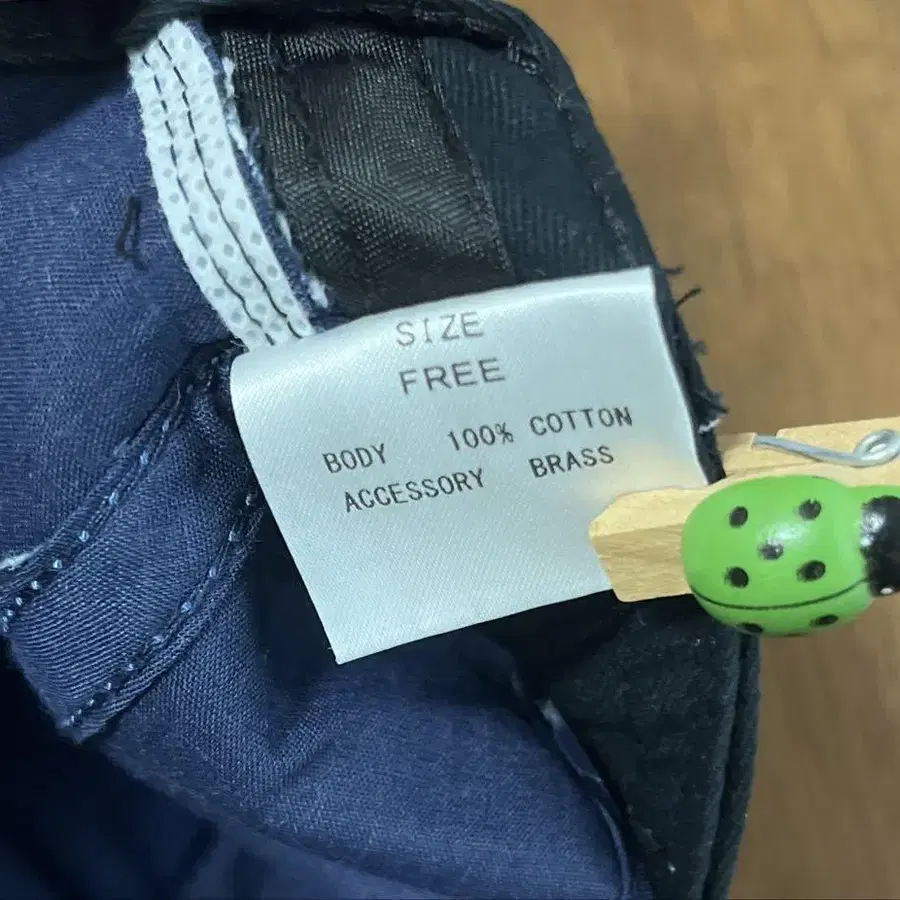 SIZE
FREE
BODY 100% COTTON
ACCESSORY BRASS